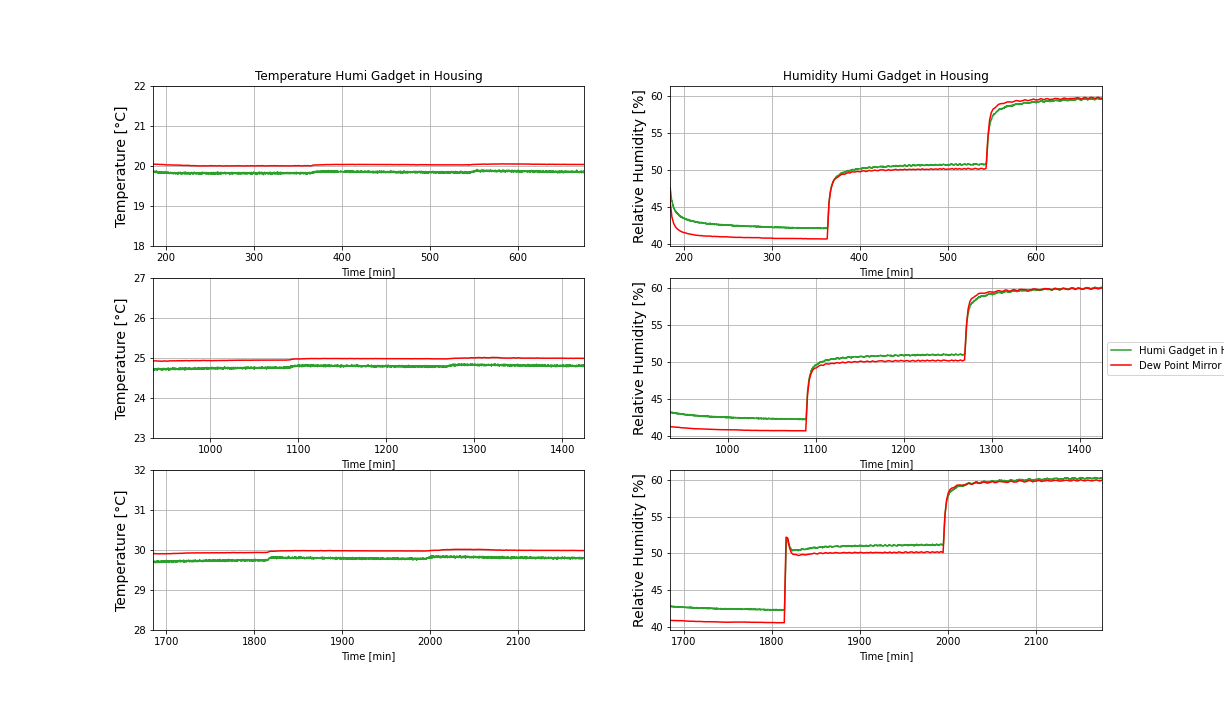 Temperature Humi Gadget in Housing
Humidity Humi Gadget in Housing
Temperature [°C]
22
21
20
19
18
200 300 400 500 600
Time [min]
Relative Humidity [%]
60
55
50
45
40
200 300 400 500 600
Time [min]
Temperature [°C]
27
26
25
24
23
1000 1100 1200 1300 1400
Time [min]
Relative Humidity [%]
60
55
50
45
40
1000 1100 1200 1300 1400
Time [min]
Humi Gadget in
Dew Point Mirror
Temperature [°C]
32
31
30
29
28
1700 1800 1900 2000 2100
Time [min]
Relative Humidity [%]
60
55
50
45
40
1700 1800 1900 2000 2100
Time [min]